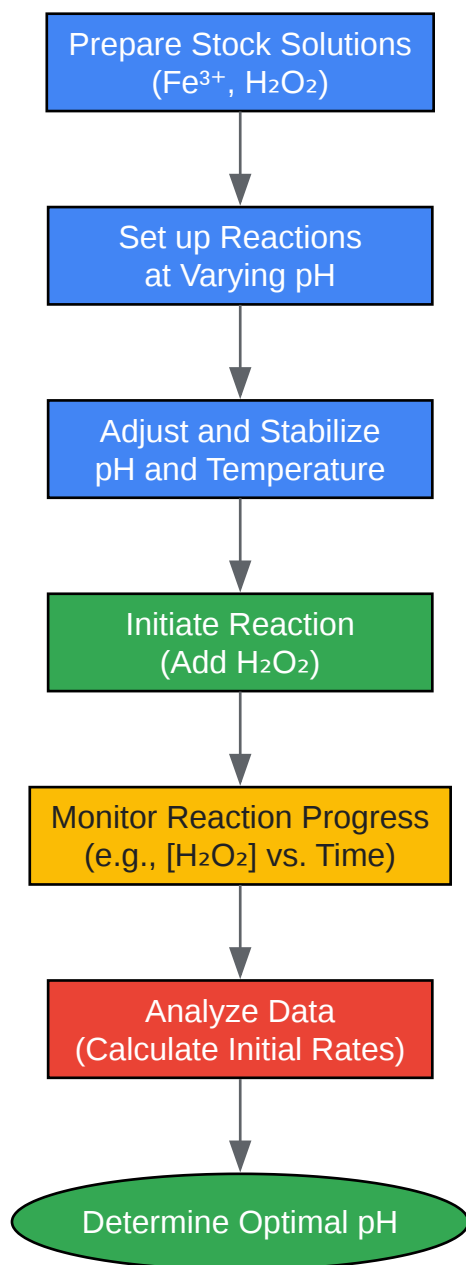 Prepare Stock Solutions
(Fe³⁺, H₂O₂)
Set up Reactions
at Varying pH
Adjust and Stabilize
pH and Temperature
Initiate Reaction
(Add H₂O₂)
Monitor Reaction Progress
(e.g., [H₂O₂] vs. Time)
Analyze Data
(Calculate Initial Rates)
Determine Optimal pH